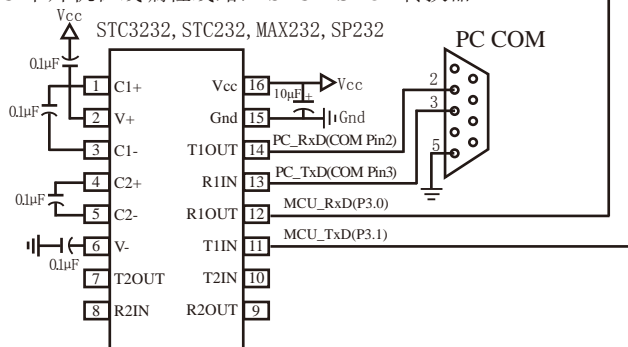 Vcc
STC3232, STC232, MAX232, SP232
PC COM
0.1μF
0.1μF
0.1μF
0.1μF
1 C1+
2 V+
3 C1-
4 C2+
5 C2-
6 V-
7 T2OUT
8 R2IN
Vcc 16
Gnd 15
T1OUT 14
R1IN 13
R1OUT 12
T1IN 11
T2IN 10
R2OUT 9
Vcc
10μF +
Gnd
PC_RxD(COM Pin2)
PC_TxD(COM Pin3)
MCU_RxD(P3.0)
MCU_TxD(P3.1)
2
3
5